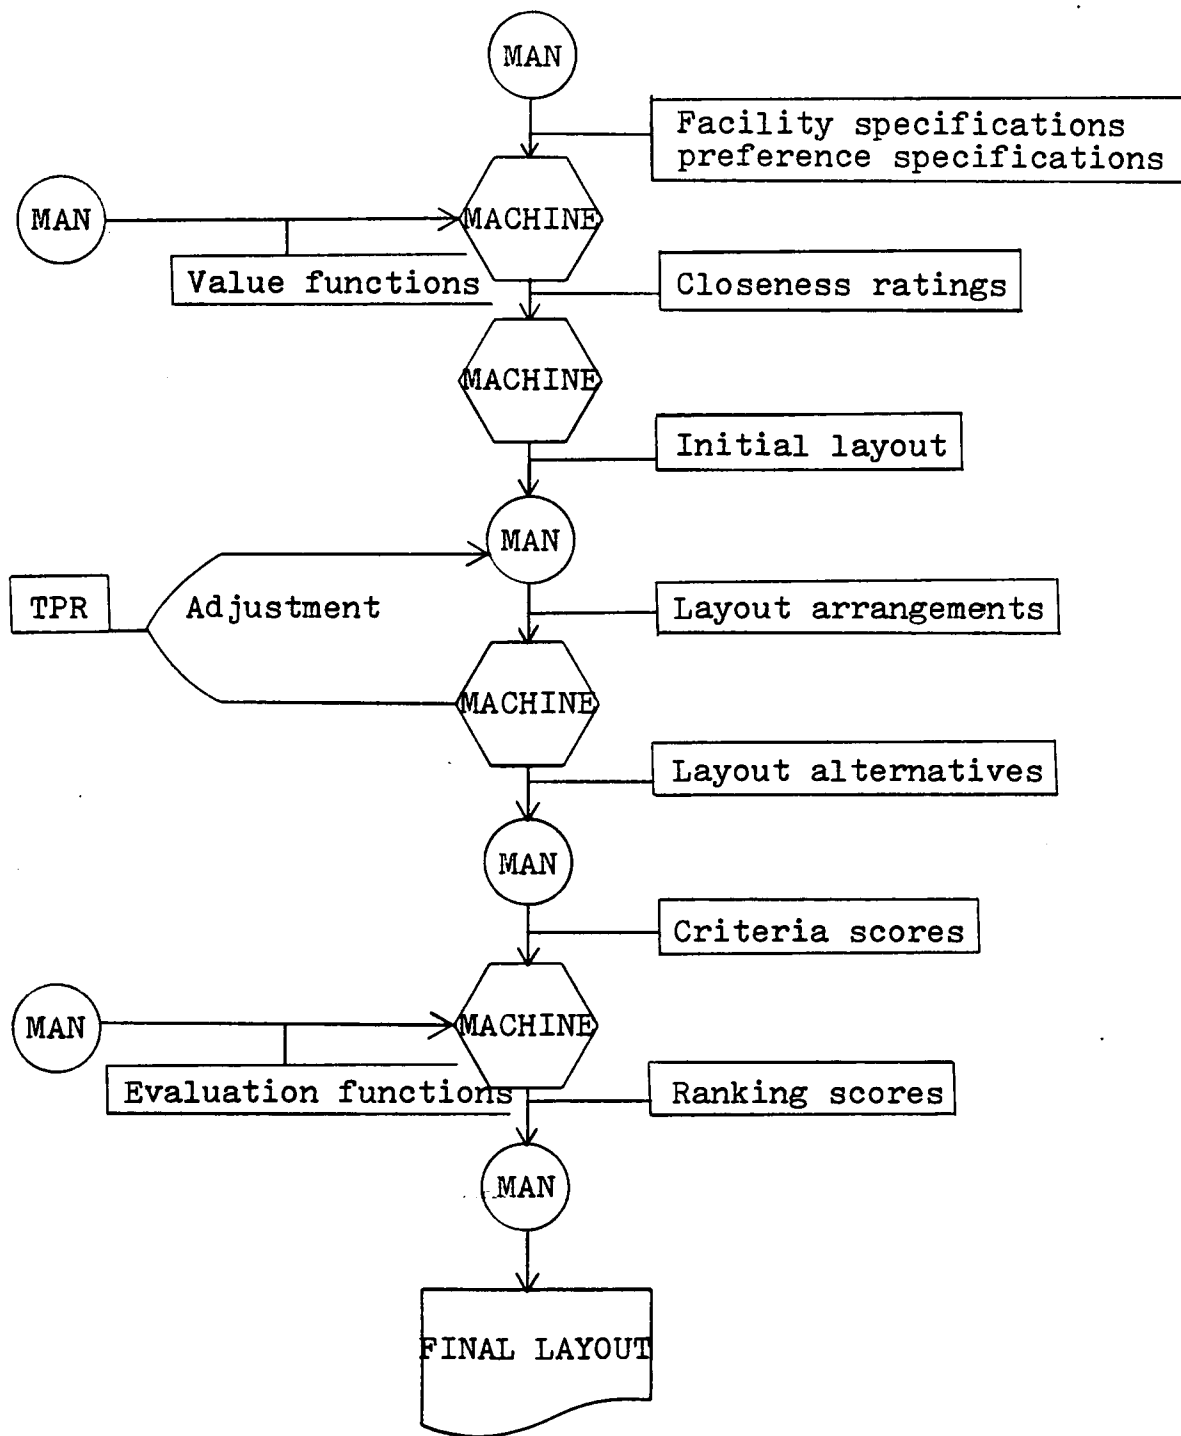 MAN
Facility specifications
preference specifications
MAN
MACHINE
Value functions
Closeness ratings
MACHINE
Initial layout
MAN
TPR
Adjustment
Layout arrangements
MACHINE
Layout alternatives
MAN
Criteria scores
MAN
MACHINE
Evaluation functions
Ranking scores
MAN
FINAL LAYOUT